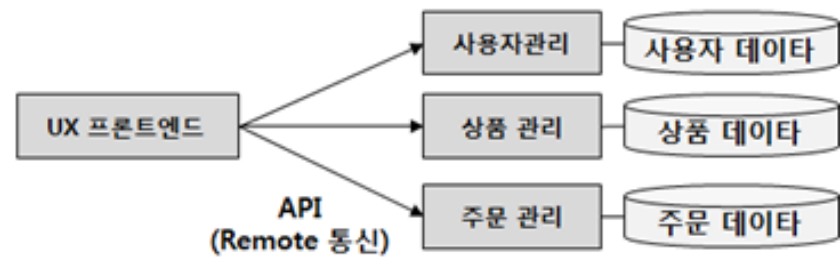 사용자관리
사용자 데이타
UX 프론트엔드
상품 관리
상품 데이타
API
(Remote 통신)
주문 관리
주문 데이타